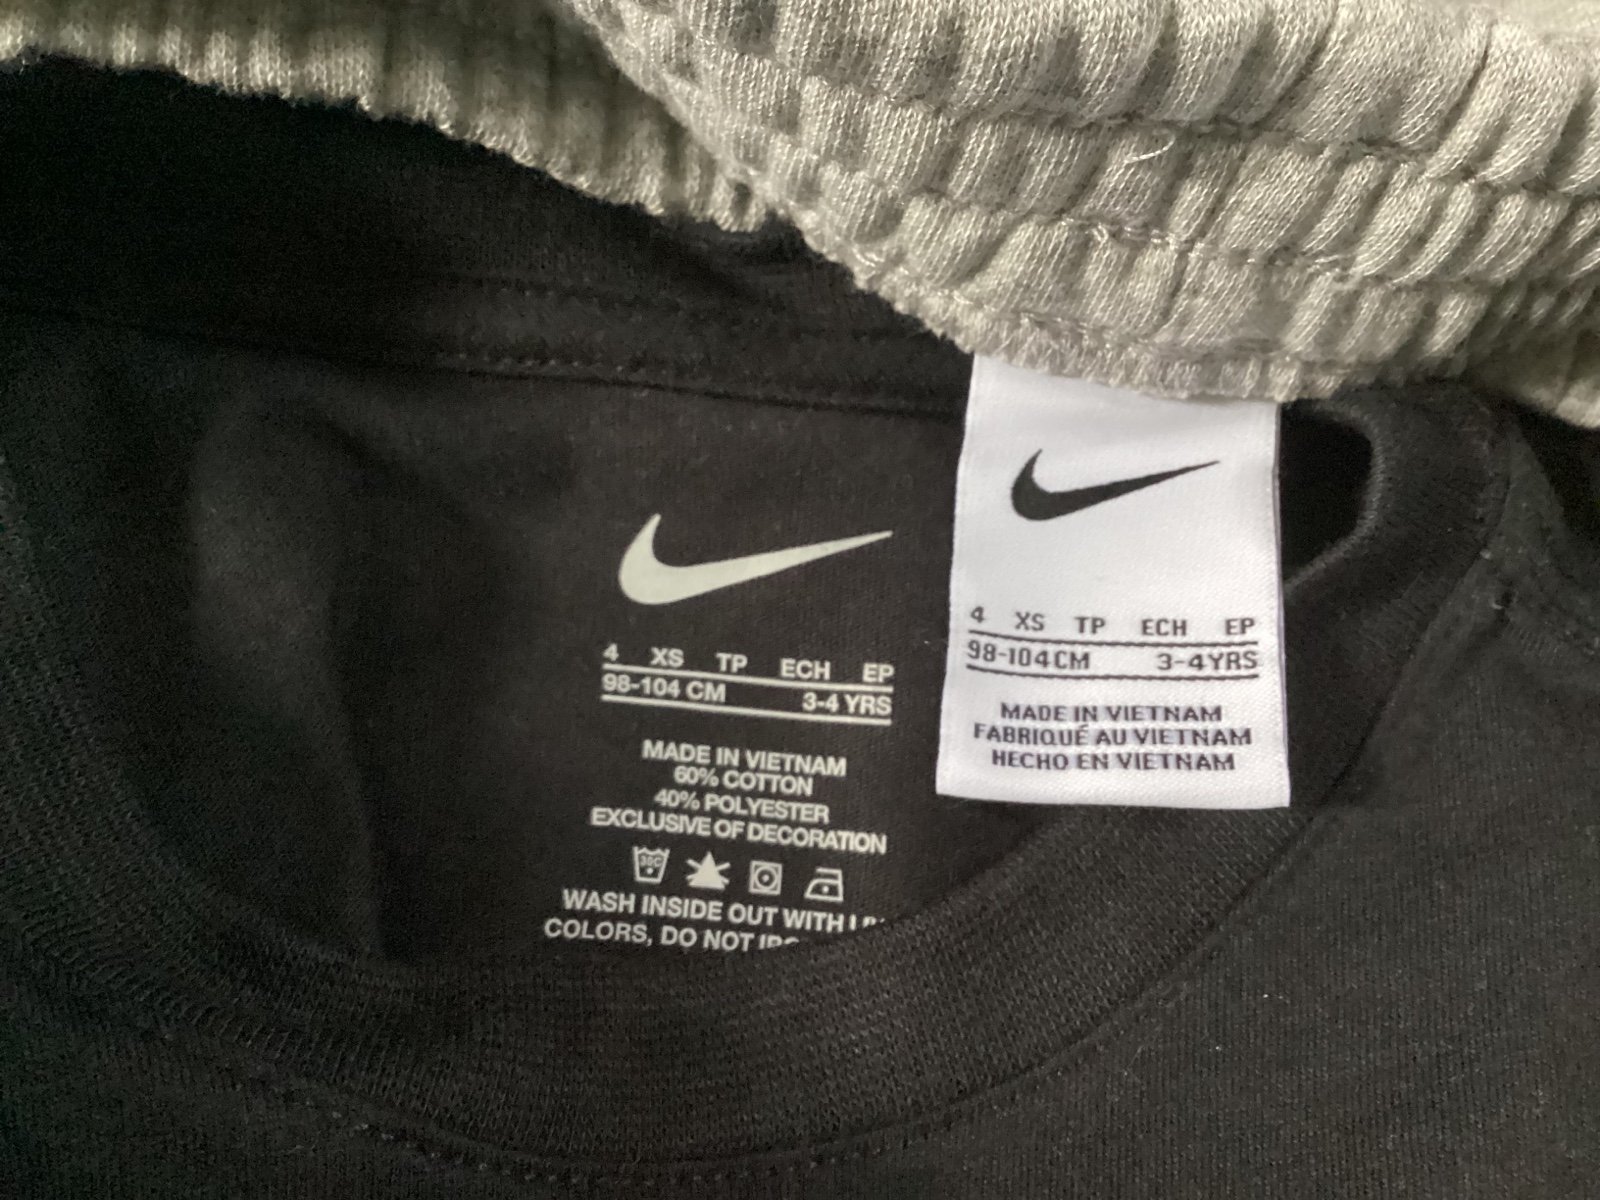 4 XS TP ECH EP
98-104 CM 3-4 YRS
MADE IN VIETNAM
60% COTTON
40% POLYESTER
EXCLUSIVE OF DECORATION
30C
WASH INSIDE OUT WITH
COLORS, DO NOT
4 XS TP ECH EP
98-104CM 3-4YRS
MADE IN VIETNAM
FABRIQUÉ AU VIETNAM
HECHO EN VIETNAM